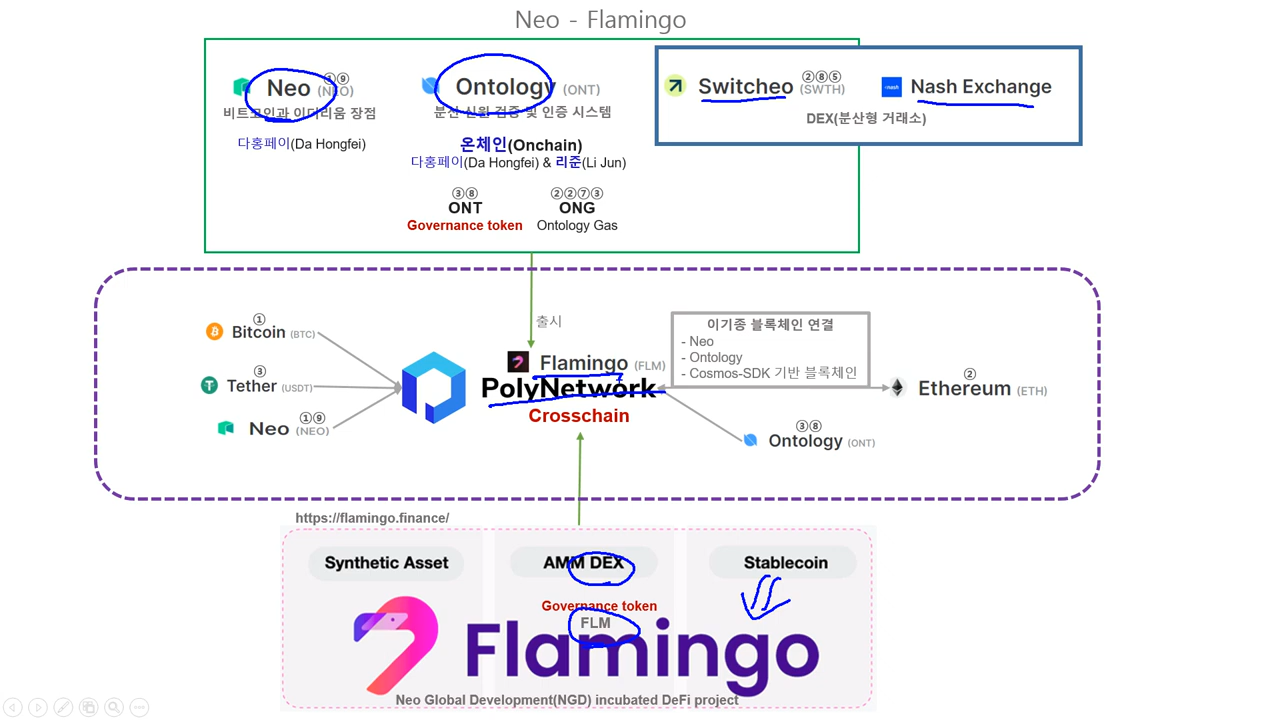 Neo - Flamingo
Neo ①⑨ (NEO)
비트코인과 이더리움 장점
다홍페이(Da Hongfei)
Ontology (ONT)
분산 신원 검증 및 인증 시스템
온체인(Onchain)
다홍페이(Da Hongfei) & 리준(Li Jun)
③⑧
ONT
Governance token
②②⑦③
ONG
Ontology Gas
Switcheo ②⑧⑤ (SWTH)
nash Nash Exchange
DEX(분산형 거래소)
출시
①
Bitcoin (BTC)
③
Tether (USDT)
①⑨
Neo (NEO)
Flamingo (FLM)
PolyNetwork
Crosschain
이기종 블록체인 연결
- Neo
- Ontology
- Cosmos-SDK 기반 블록체인
②
Ethereum (ETH)
③⑧
Ontology (ONT)
https://flamingo.finance/
Synthetic Asset
AMM DEX
Stablecoin
Governance token
FLM
Flamingo
Neo Global Development(NGD) incubated DeFi project